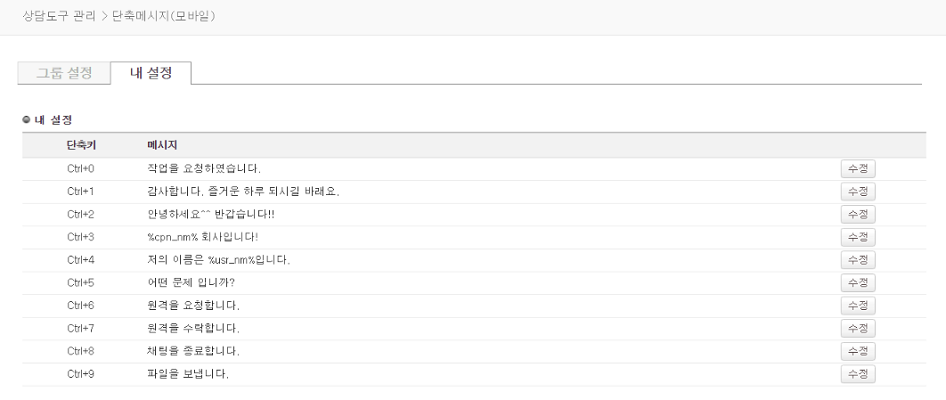 상담도구 관리 > 단축메시지(모바일)
그룹 설정 내 설정
내 설정
단축키 메시지
Ctrl+0 작업을 요청하였습니다. 수정
Ctrl+1 감사합니다. 즐거운 하루 되시길 바래요. 수정
Ctrl+2 안녕하세요^^ 반갑습니다!! 수정
Ctrl+3 %cpn_nm% 회사입니다! 수정
Ctrl+4 저의 이름은 %usr_nm%입니다. 수정
Ctrl+5 어떤 문제 입니까? 수정
Ctrl+6 원격을 요청합니다. 수정
Ctrl+7 원격을 수락합니다. 수정
Ctrl+8 채팅을 종료합니다. 수정
Ctrl+9 파일을 보냅니다. 수정